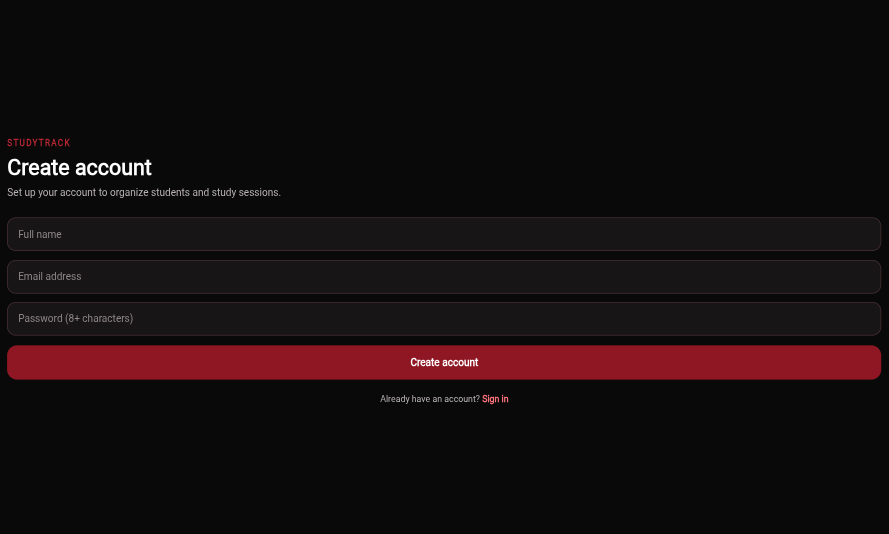 STUDYTRACK
Create account
Set up your account to organize students and study sessions.
Full name
Email address
Password (8+ characters)
Create account
Already have an account? Sign in